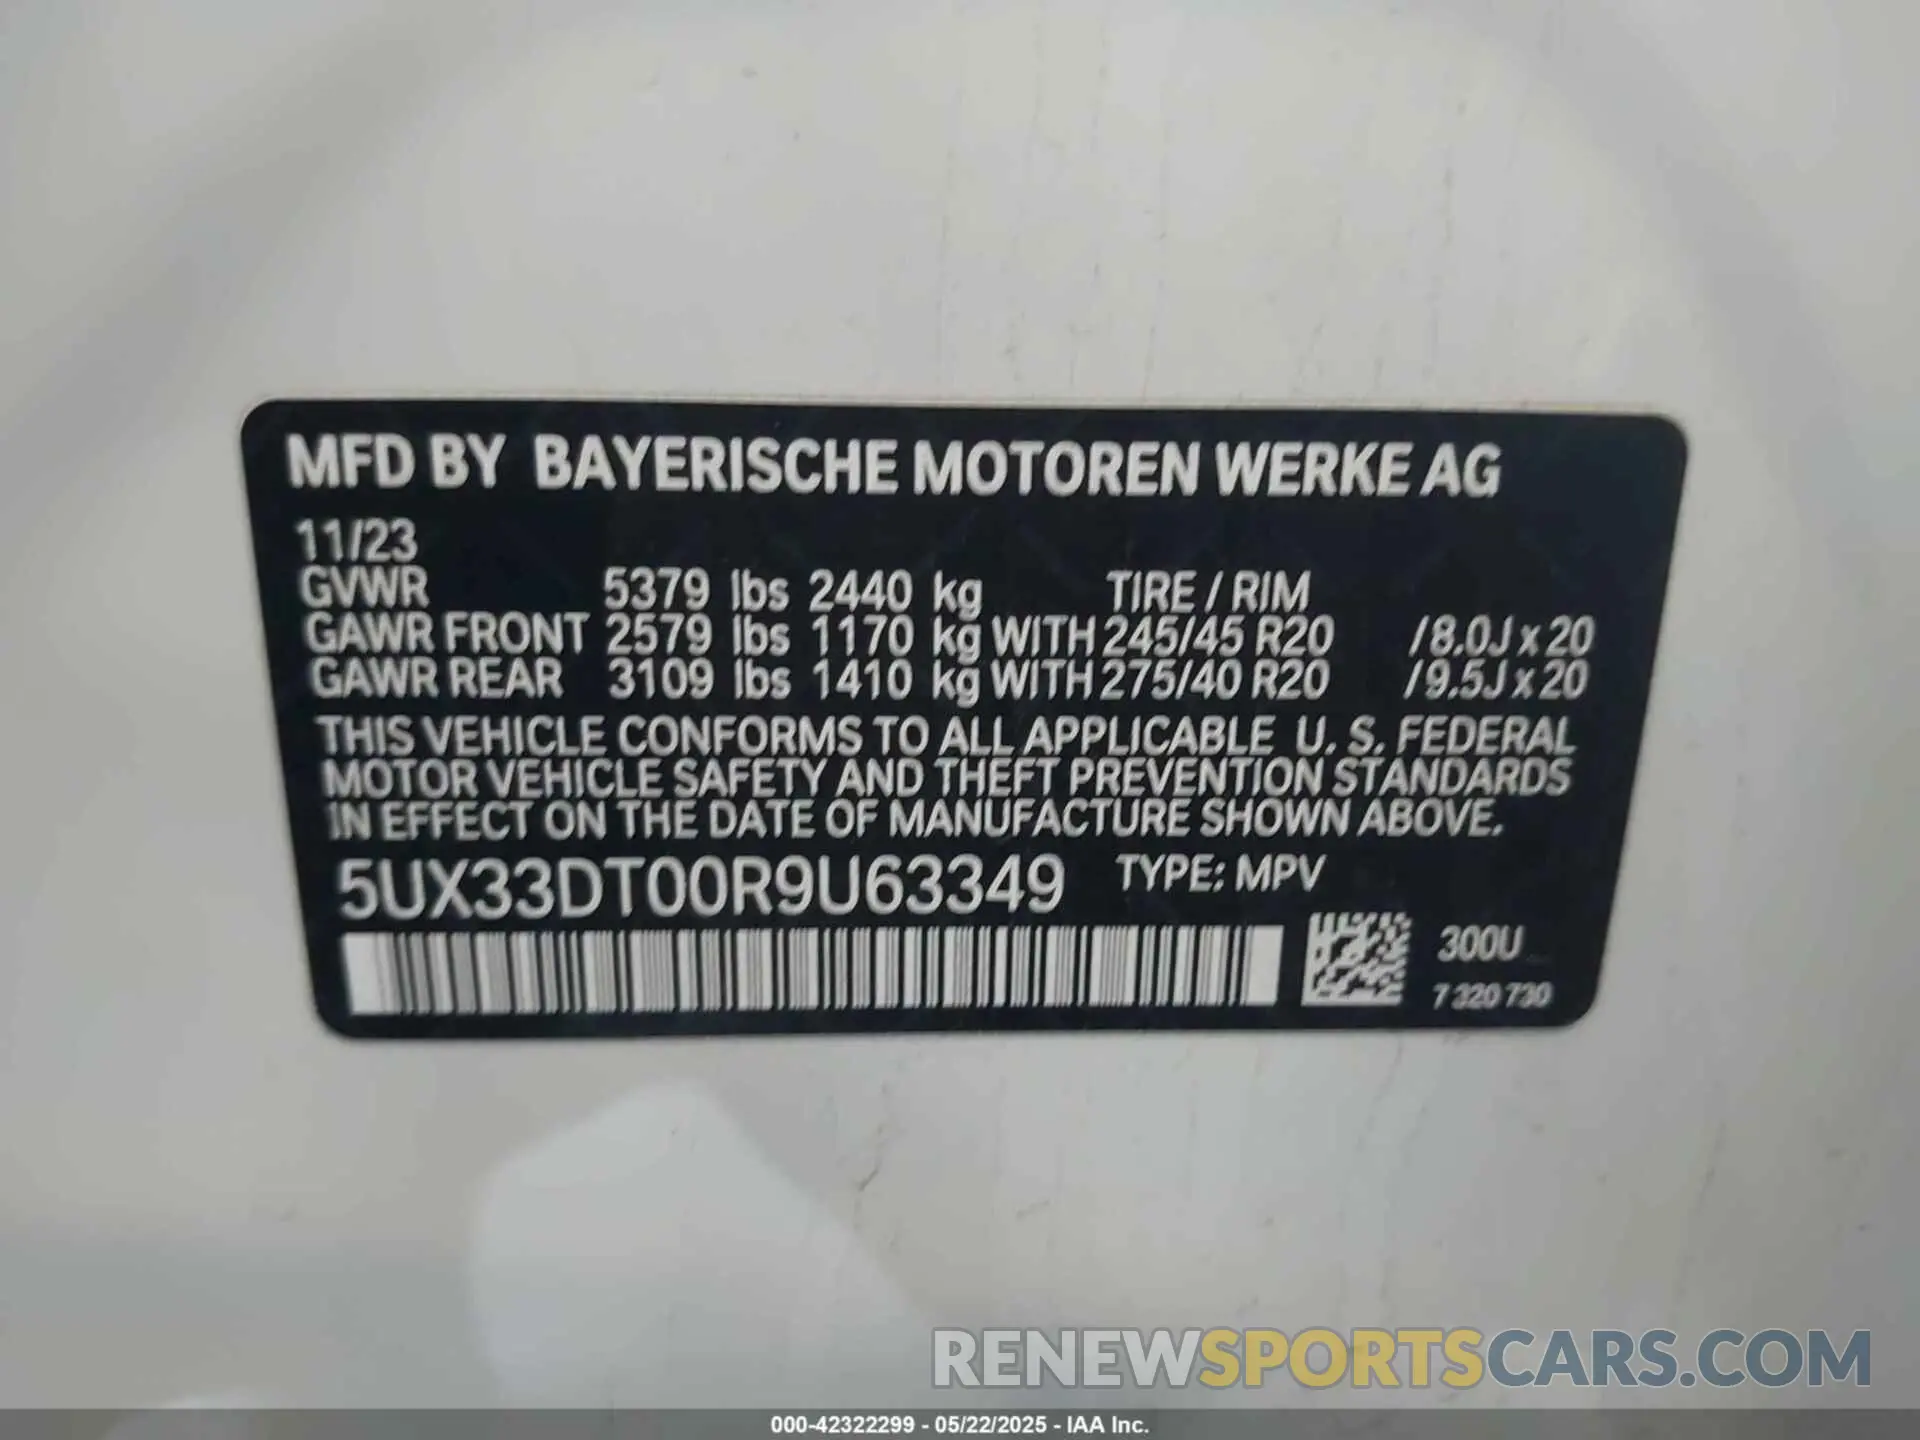 MFD BY BAYERISCHE MOTOREN WERKE AG
11/23
GVWR 5379 lbs 2440 kg TIRE / RIM
GAWR FRONT 2579 lbs 1170 kg WITH 245/45 R20 /8.0J x 20
GAWR REAR 3109 lbs 1410 kg WITH 275/40 R20 /9.5J x 20
THIS VEHICLE CONFORMS TO ALL APPLICABLE U. S. FEDERAL
MOTOR VEHICLE SAFETY AND THEFT PREVENTION STANDARDS
IN EFFECT ON THE DATE OF MANUFACTURE SHOWN ABOVE.
5UX33DT00R9U63349 TYPE: MPV
300U
7 320 730
RENEWSPORTSCARS.COM
000-42322299 - 05/22/2025 - IAA Inc.